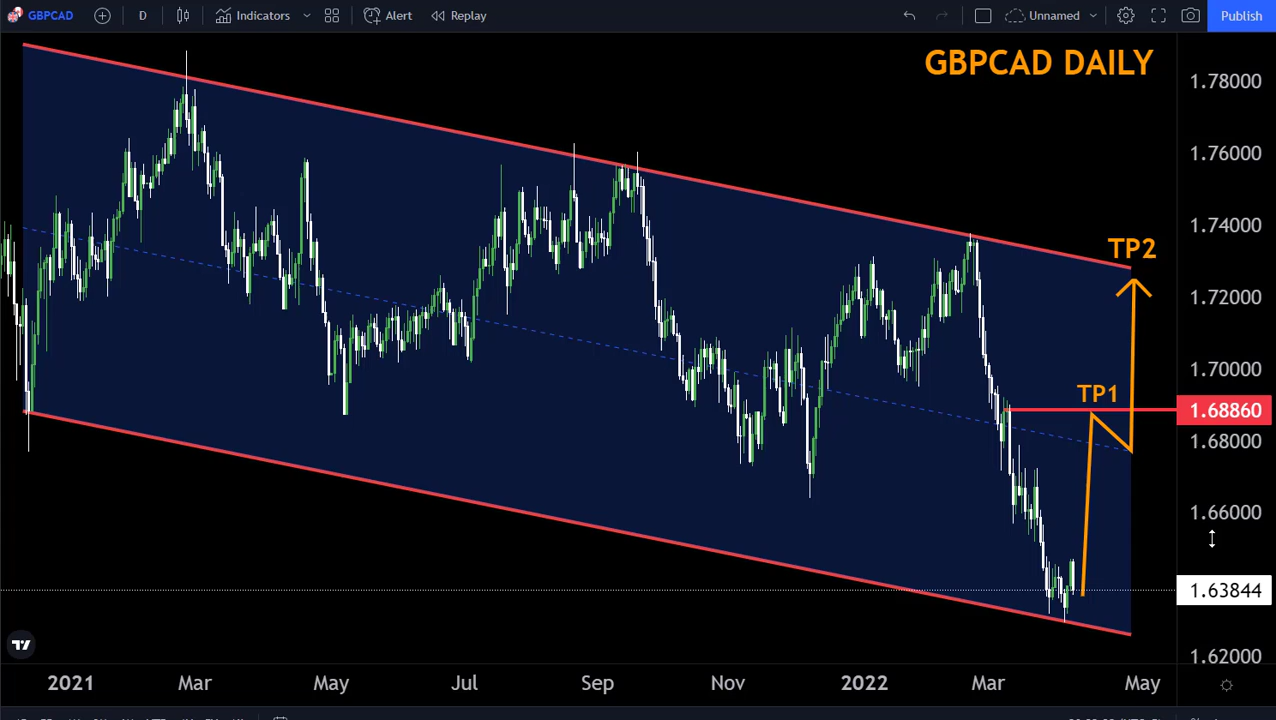 GBPCAD D Indicators Alert Replay Unnamed Publish
GBPCAD DAILY
1.78000
1.76000
1.74000
TP2
1.72000
1.70000
TP1
1.68860
1.68000
1.66000
1.63844
1.62000
2021 Mar May Jul Sep Nov 2022 Mar May